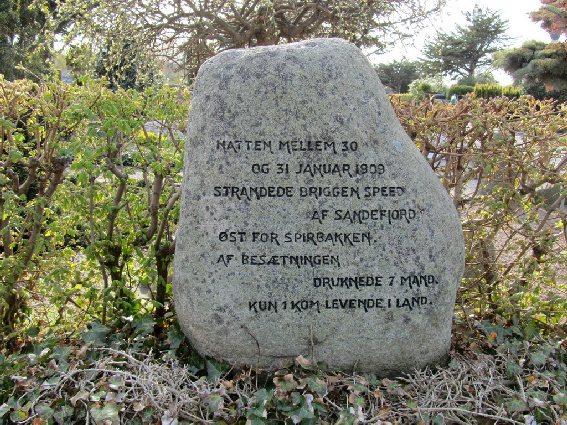 NATTEN MELLEM 30
OG 31 JANUAR 1909
STRANDEDE BRIGGEN SPEED
AF SANDEFJORD.
ØST FOR SPIRBAKKEN.
AF BESÆTNINGEN
DRUKNEDE 7 MAND.
KUN 1 KOM LEVENDE I LAND.